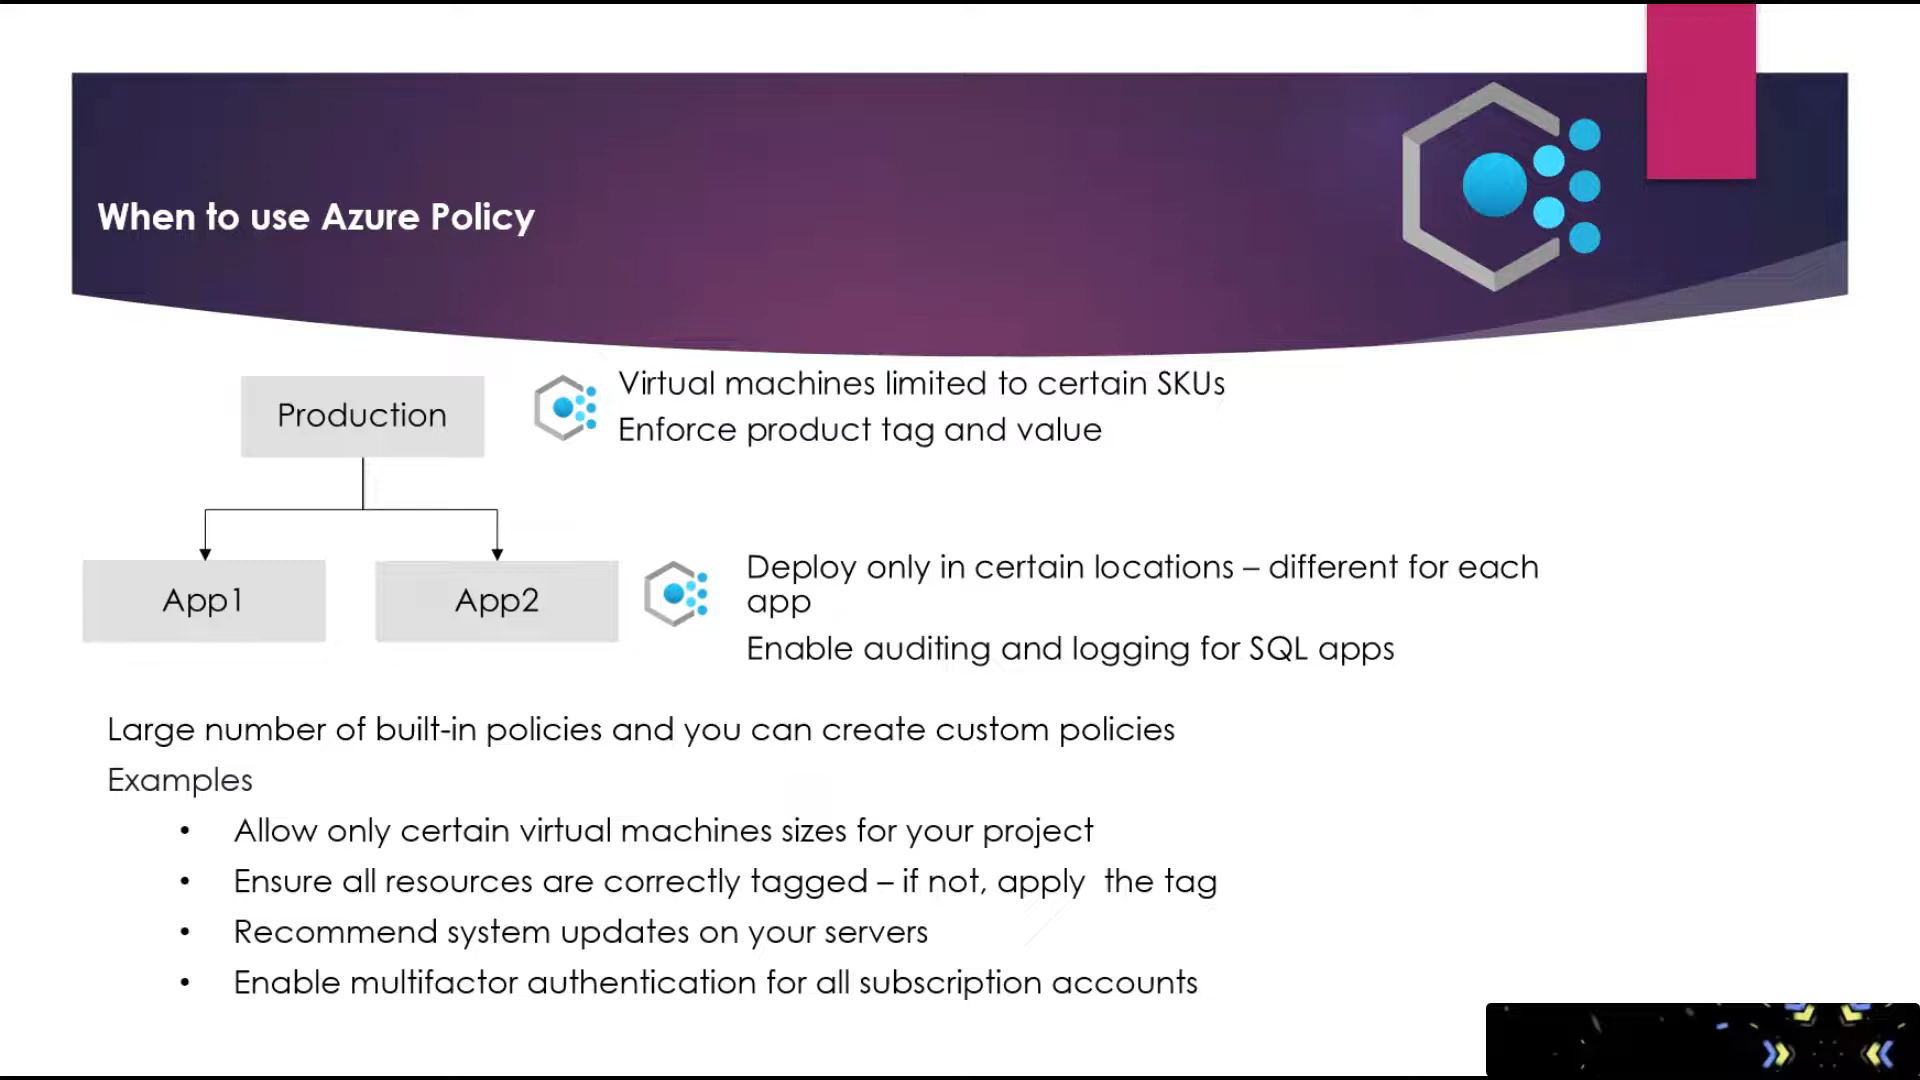 When to use Azure Policy
Production
Virtual machines limited to certain SKUs
Enforce product tag and value
App1
App2
Deploy only in certain locations – different for each
app
Enable auditing and logging for SQL apps
Large number of built-in policies and you can create custom policies
Examples
• Allow only certain virtual machines sizes for your project
• Ensure all resources are correctly tagged – if not, apply the tag
• Recommend system updates on your servers
• Enable multifactor authentication for all subscription accounts